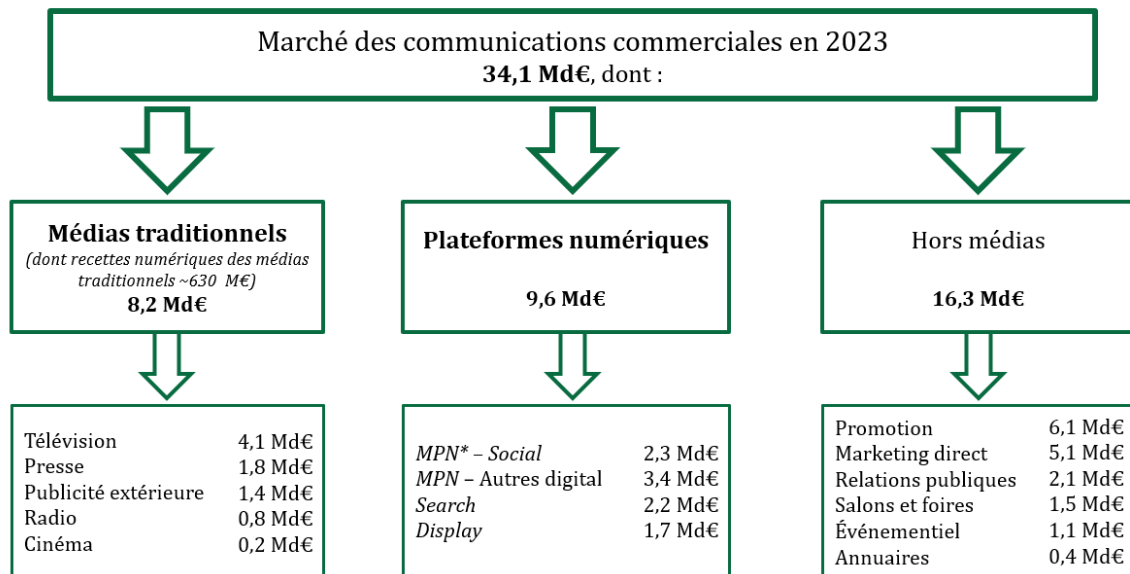 Marché des communications commerciales en 2023
34,1 Md€, dont :
Médias traditionnels
(dont recettes numériques des médias
traditionnels ~630 M€)
8,2 Md€
Plateformes numériques
9,6 Md€
Hors médias
16,3 Md€
Télévision 4,1 Md€
Presse 1,8 Md€
Publicité extérieure 1,4 Md€
Radio 0,8 Md€
Cinéma 0,2 Md€
MPN* – Social 2,3 Md€
MPN – Autres digital 3,4 Md€
Search 2,2 Md€
Display 1,7 Md€
Promotion 6,1 Md€
Marketing direct 5,1 Md€
Relations publiques 2,1 Md€
Salons et foires 1,5 Md€
Événementiel 1,1 Md€
Annuaires 0,4 Md€